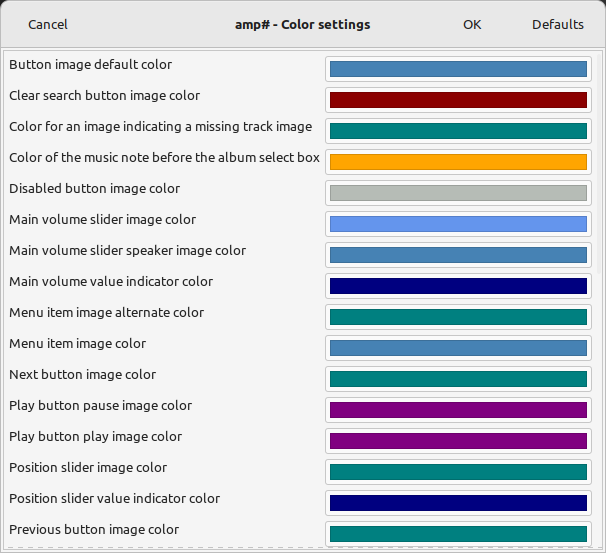 Cancel amp# - Color settings OK Defaults
Button image default color
Clear search button image color
Color for an image indicating a missing track image
Color of the music note before the album select box
Disabled button image color
Main volume slider image color
Main volume slider speaker image color
Main volume value indicator color
Menu item image alternate color
Menu item image color
Next button image color
Play button pause image color
Play button play image color
Position slider image color
Position slider value indicator color
Previous button image color